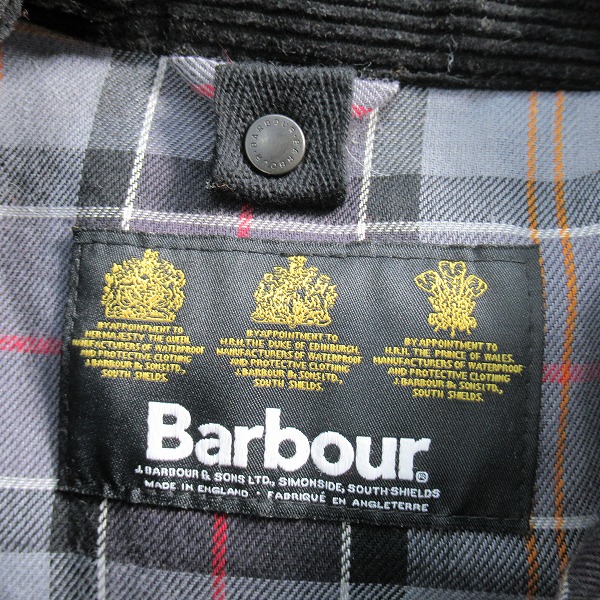 BARBOUR BARBOUR
BY APPOINTMENT TO
HER MAJESTY THE QUEEN
MANUFACTURERS OF WATERPROOF
AND PROTECTIVE CLOTHING
J.BARBOUR & SONS LTD.,
SOUTH SHIELDS.
BY APPOINTMENT TO
H.R.H. THE DUKE OF EDINBURGH
MANUFACTURERS OF WATERPROOF
AND PROTECTIVE CLOTHING
J.BARBOUR & SONS LTD.,
SOUTH SHIELDS.
BY APPOINTMENT TO
H.R.H. THE PRINCE OF WALES.
MANUFACTURERS OF WATERPROOF
AND PROTECTIVE CLOTHING
J.BARBOUR & SONS LTD.,
SOUTH SHIELDS.
Barbour®
J. BARBOUR & SONS LTD., SIMONSIDE, SOUTH SHIELDS
MADE IN ENGLAND • FABRIQUÉ EN ANGLETERRE